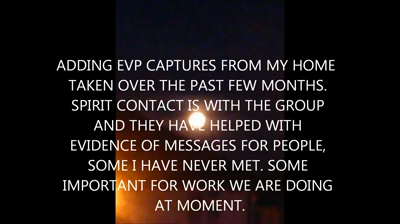 ADDING EVP CAPTURES FROM MY HOME
TAKEN OVER THE PAST FEW MONTHS.
SPIRIT CONTACT IS WITH THE GROUP
AND THEY HAVE HELPED WITH
EVIDENCE OF MESSAGES FOR PEOPLE,
SOME I HAVE NEVER MET. SOME
IMPORTANT FOR WORK WE ARE DOING
AT MOMENT.